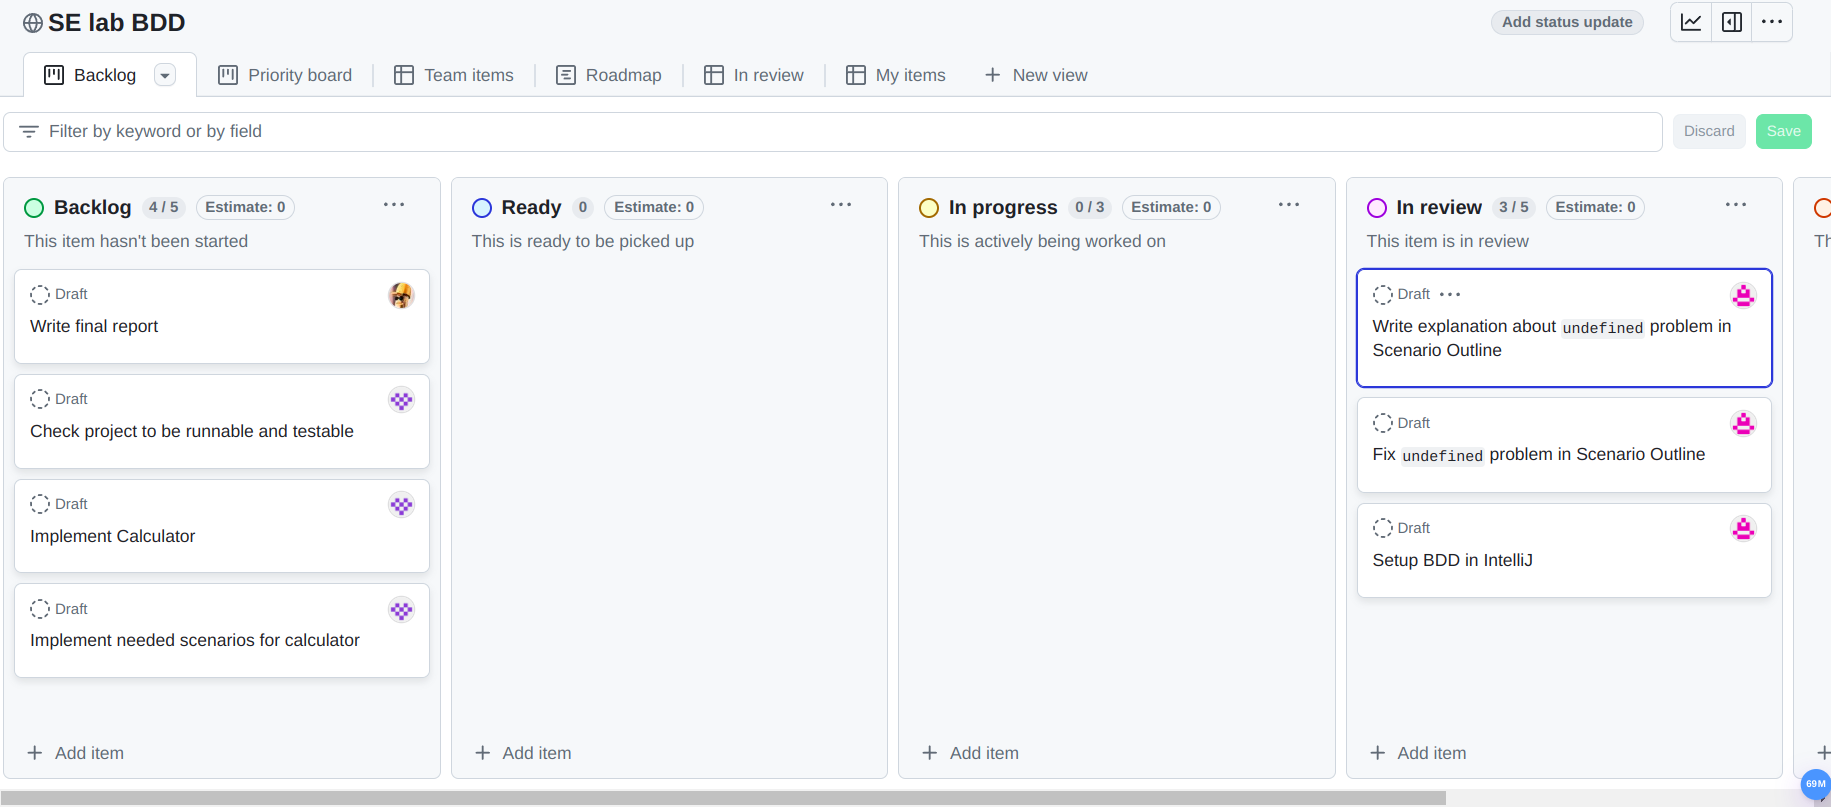 SE lab BDD
Add status update
Backlog
Priority board
Team items
Roadmap
In review
My items
New view
Filter by keyword or by field
Discard
Save
Backlog 4 / 5 Estimate: 0
This item hasn't been started
Draft
Write final report
Draft
Check project to be runnable and testable
Draft
Implement Calculator
Draft
Implement needed scenarios for calculator
Add item
Ready 0 Estimate: 0
This is ready to be picked up
Add item
In progress 0 / 3 Estimate: 0
This is actively being worked on
Add item
In review 3 / 5 Estimate: 0
This item is in review
Draft
Write explanation about undefined problem in
Scenario Outline
Draft
Fix undefined problem in Scenario Outline
Draft
Setup BDD in IntelliJ
Add item
Th
69M